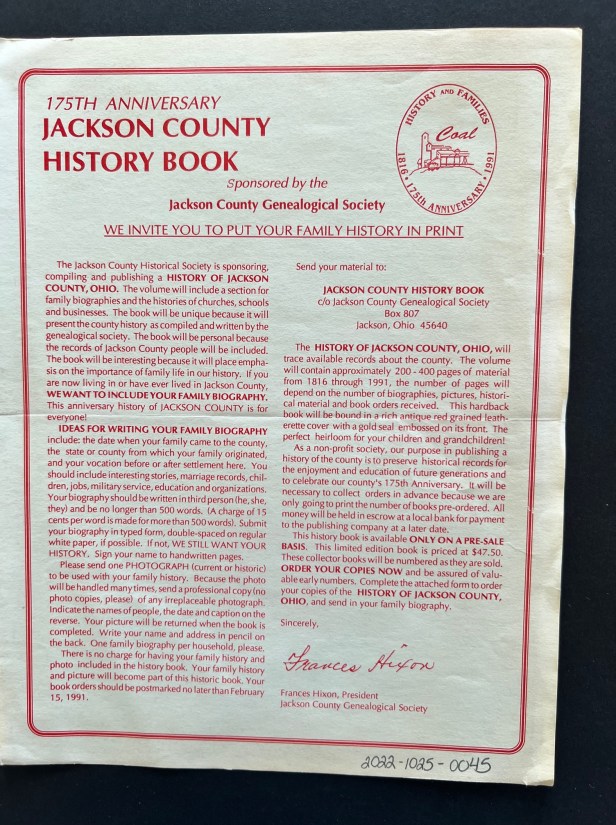 175TH ANNIVERSARY
JACKSON COUNTY
HISTORY BOOK
Sponsored by the
Jackson County Genealogical Society
HISTORY AND FAMILIES
Coal
1816 • 175th ANNIVERSARY • 1991
WE INVITE YOU TO PUT YOUR FAMILY HISTORY IN PRINT
The Jackson County Historical Society is sponsoring,
compiling and publishing a HISTORY OF JACKSON
COUNTY, OHIO. The volume will include a section for
family biographies and the histories of churches, schools
and businesses. The book will be unique because it will
present the county history as compiled and written by the
genealogical society. The book will be personal because
the records of Jackson County people will be included.
The book will be interesting because it will place empha-
sis on the importance of family life in our history. If you
are now living in or have ever lived in Jackson County,
WE WANT TO INCLUDE YOUR FAMILY BIOGRAPHY.
This anniversary history of JACKSON COUNTY is for
everyone!
IDEAS FOR WRITING YOUR FAMILY BIOGRAPHY
include: the date when your family came to the county,
the state or county from which your family originated,
and your vocation before or after settlement here. You
should include interesting stories, marriage records, chil-
dren, jobs, military service, education and organizations.
Your biography should be written in third person (he, she,
they) and be no longer than 500 words. (A charge of 15
cents per word is made for more than 500 words). Submit
your biography in typed form, double-spaced on regular
white paper, if possible. If not, WE STILL WANT YOUR
HISTORY. Sign your name to handwritten pages.
Please send one PHOTOGRAPH (current or historic)
to be used with your family history. Because the photo
will be handled many times, send a professional copy (no
photo copies, please) of any irreplaceable photograph.
Indicate the names of people, the date and caption on the
reverse. Your picture will be returned when the book is
completed. Write your name and address in pencil on
the back. One family biography per household, please.
There is no charge for having your family history and
photo included in the history book. Your family history
and picture will become part of this historic book. Your
book orders should be postmarked no later than February
15, 1991.
Send your material to:
JACKSON COUNTY HISTORY BOOK
c/o Jackson County Genealogical Society
Box 807
Jackson, Ohio 45640
The HISTORY OF JACKSON COUNTY, OHIO, will
trace available records about the county. The volume
will contain approximately 200 - 400 pages of material
from 1816 through 1991, the number of pages will
depend on the number of biographies, pictures, histori-
cal material and book orders received. This hardback
book will be bound in a rich antique red grained leath-
erette cover with a gold seal embossed on its front. The
perfect heirloom for your children and grandchildren!
As a non-profit society, our purpose in publishing a
history of the county is to preserve historical records for
the enjoyment and education of future generations and
to celebrate our county's 175th Anniversary. It will be
necessary to collect orders in advance because we are
only going to print the number of books pre-ordered. All
money will be held in escrow at a local bank for payment
to the publishing company at a later date.
This history book is available ONLY ON A PRE-SALE
BASIS. This limited edition book is priced at $47.50.
These collector books will be numbered as they are sold.
ORDER YOUR COPIES NOW and be assured of valu-
able early numbers. Complete the attached form to order
your copies of the HISTORY OF JACKSON COUNTY,
OHIO, and send in your family biography.
Sincerely,
Frances Hixon
Frances Hixon, President
Jackson County Genealogical Society
2022-1025-0045